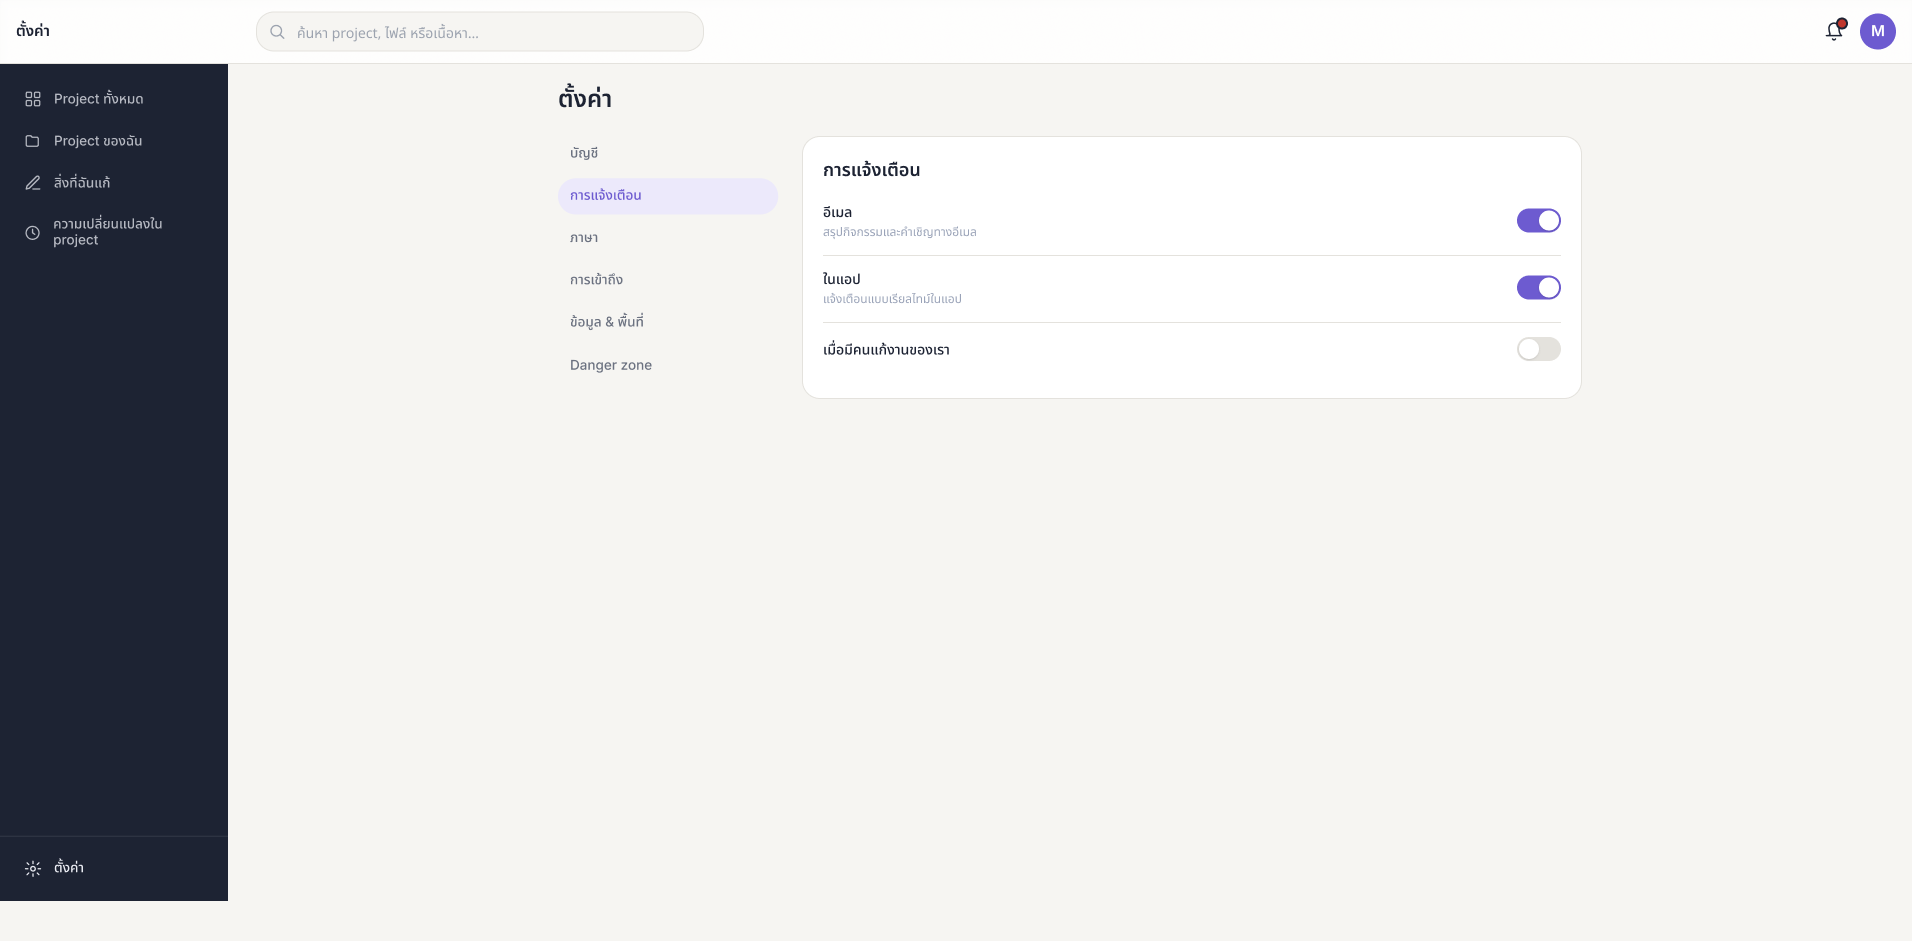 ตั้งค่า
ค้นหา project, ไฟล์ หรือเนื้อหา...
M
Project ทั้งหมด
Project ของฉัน
สิ่งที่ฉันแก้
ความเปลี่ยนแปลงใน
project
ตั้งค่า
ตั้งค่า
บัญชี
การแจ้งเตือน
ภาษา
การเข้าถึง
ข้อมูล & พื้นที่
Danger zone
การแจ้งเตือน
อีเมล
สรุปกิจกรรมและคำเชิญทางอีเมล
ในแอป
แจ้งเตือนแบบเรียลไทม์ในแอป
เมื่อมีคนแก้งานของเรา